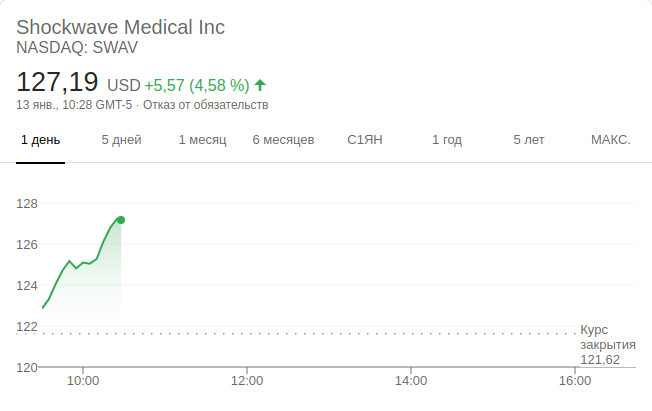 Shockwave Medical Inc
NASDAQ: SWAV
127,19 USD +5,57 (4,58 %)
13 янв., 10:28 GMT-5 · Отказ от обязательств
1 день 5 дней 1 месяц 6 месяцев С1ЯН 1 год 5 лет МАКС.
128
126
124
122
Курс
закрытия
121,62
120
10:00 12:00 14:00 16:00